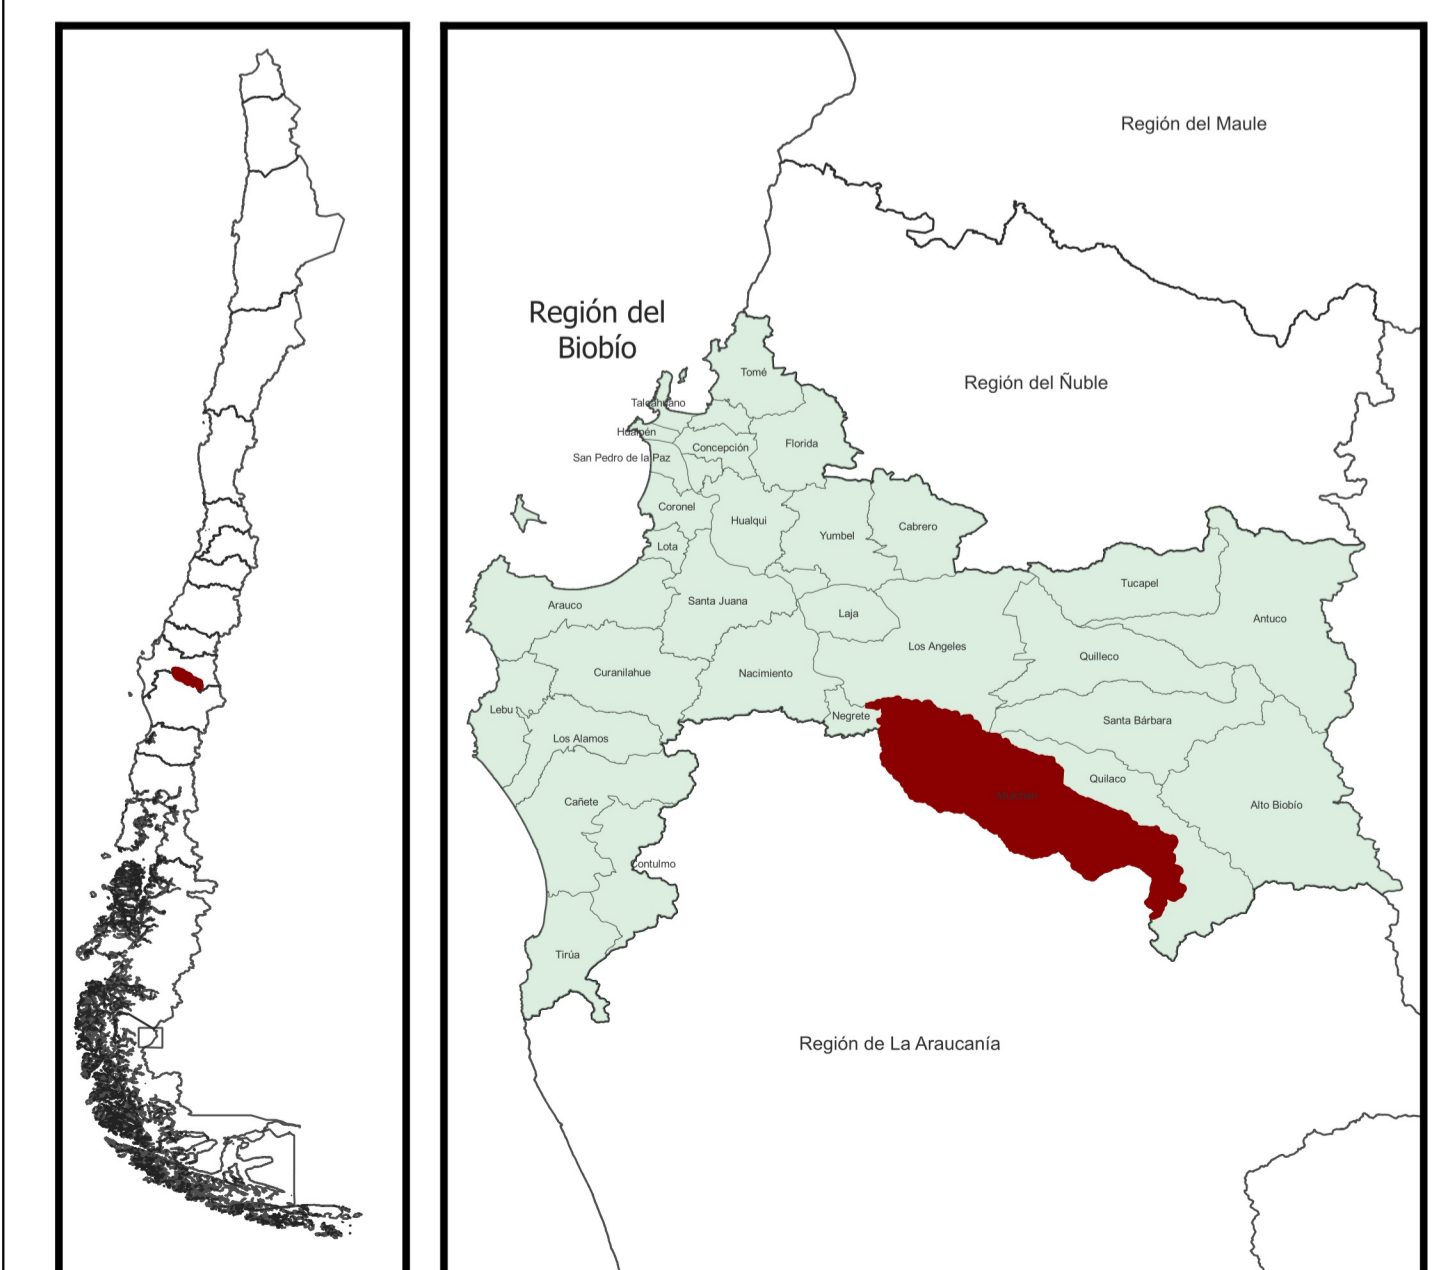 Región del Maule
Región del
Biobío
Región del Ñuble
Tomé
Talcahuano
Hualpén
Concepción
Florida
San Pedro de la Paz
Coronel
Hualqui
Yumbel
Cabrero
Lota
Tucapel
Arauco
Santa Juana
Laja
Antuco
Los Angeles
Quilleco
Curanilahue
Nacimiento
Lebu
Negrete
Santa Bárbara
Los Alamos
Quilaco
Mulchén
Cañete
Alto Biobío
Contulmo
Tirúa
Región de La Araucanía